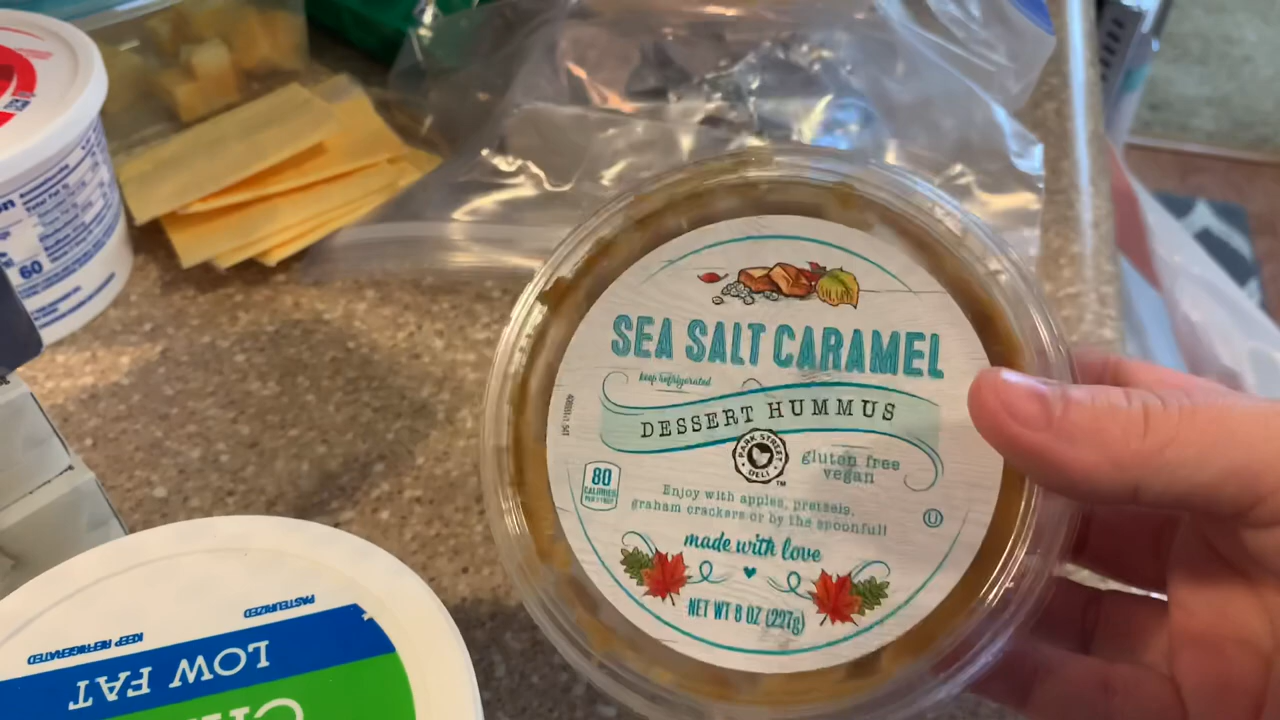 SEA SALT CARAMEL
keep refrigerated
DESSERT HUMMUS
PARK STREET
DELI
TM
gluten free
vegan
80
CALORIES
Enjoy with apples, pretzels,
graham crackers or by the spoonful!
U
made with love
NET WT 8 OZ (227g)
60
PASTEURIZED
KEEP REFRIGERATED
LOW FAT